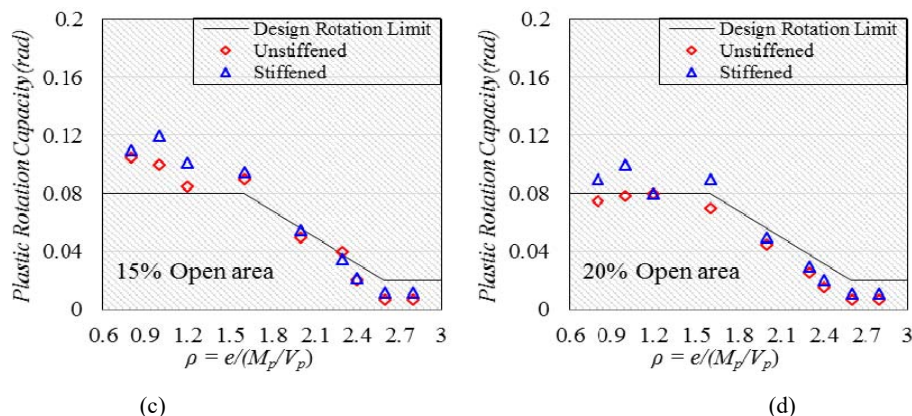 0.2
0.16
0.12
0.08
0.04
0
Plastic Rotation Capacity (rad)
Design Rotation Limit
Unstiffened
Stiffened
15% Open area
0.6 0.9 1.2 1.5 1.8 2.1 2.4 2.7 3
ρ = e/(Mp/Vp)
(c)
0.2
0.16
0.12
0.08
0.04
0
Plastic Rotation Capacity (rad)
Design Rotation Limit
Unstiffened
Stiffened
20% Open area
0.6 0.9 1.2 1.5 1.8 2.1 2.4 2.7 3
ρ = e/(Mp/Vp)
(d)